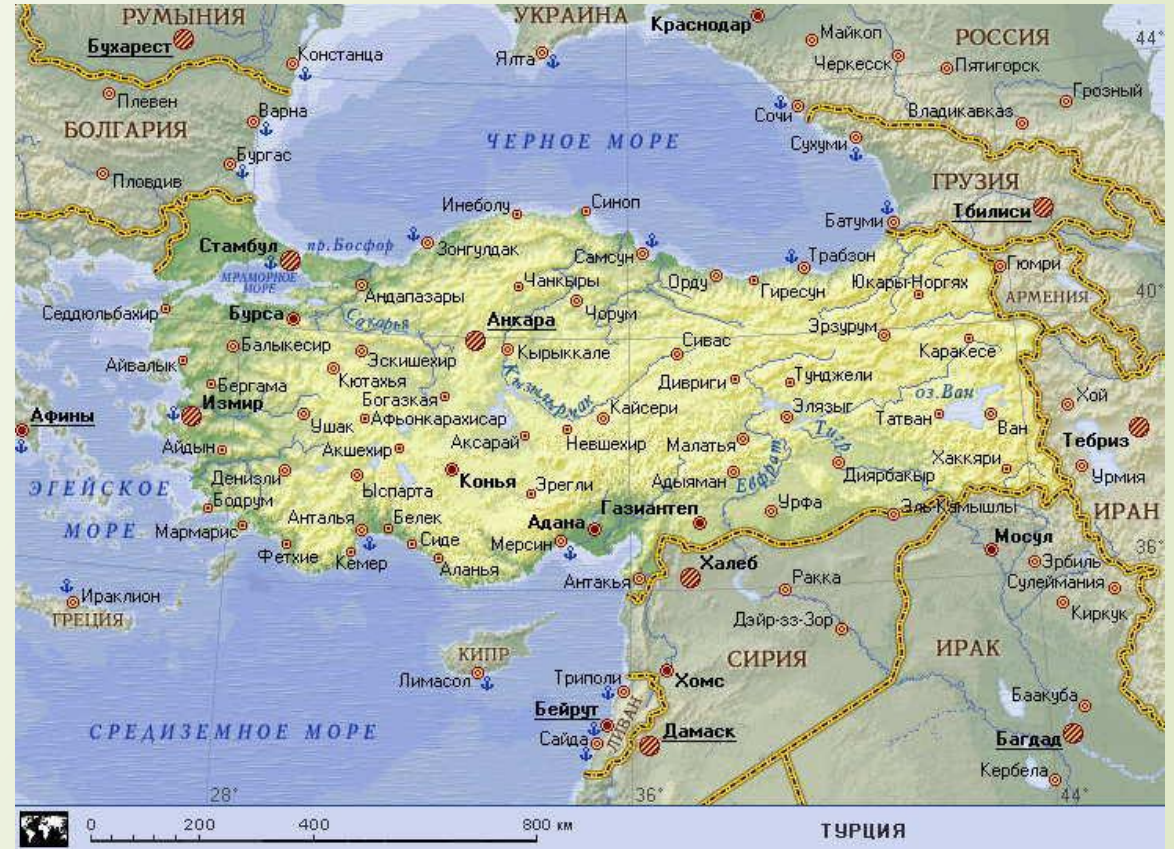 РУМЫНИЯ
УКРАИНА
Краснодар
Майкоп
РОССИЯ
44°
Бухарест
Констанца
Ялта
Черкесск
Пятигорск
Плевен
Варна
Сочи
Владикавказ
Грозный
БОЛГАРИЯ
ЧЕРНОЕ МОРЕ
Сухуми
Бургас
Пловдив
ГРУЗИЯ
Инеболу
Синоп
Батуми
Тбилиси
Стамбул
пр.Босфор
Зонгулдак
Самсун
Трабзон
Гюмри
МРАМОРНОЕ
МОРЕ
Андапазары
Чанкыры
Орду
Гиресун
Юкары-Норгях
АРМЕНИЯ
40°
Седдюльбахир
Бурса
Сакарья
Анкара
Чорум
Эрзурум
Балыкесир
Эскишехир
Кырыккале
Сивас
Каракесе
Айвалык
Кютахья
Кызылырмак
Дивриги
Тунджели
Бергама
Богазкая
оз.Ван
Хой
Афины
Измир
Ушак
Афьонкарахисар
Кайсери
Элязыг
Татван
Ван
Тебриз
Айдын
Акшехир
Аксарай
Невшехир
Малатья
Тигр
Хаккяри
Денизли
Ыспарта
Конья
Эрегли
Адыяман
Евфрат
Диярбакыр
Урмия
ЭГЕЙСКОЕ
МОРЕ
Бодрум
Мармарис
Анталья
Белек
Адана
Газиантеп
Урфа
Эль-Камышлы
ИРАН
Фетхие
Кемер
Сиде
Аланья
Мерсин
Халеб
Мосул
36°
Эрбиль
Антакья
Ракка
Сулеймания
Ираклион
ГРЕЦИЯ
Дэйр-эз-Зор
Киркук
КИПР
СИРИЯ
ИРАК
Лимасол
Триполи
Хомс
Баакуба
СРЕДИЗЕМНОЕ МОРЕ
Бейрут
ЛИВАН
Сайда
Дамаск
Багдад
Кербела
28°
36°
44°
0 200 400 800 км
ТУРЦИЯ